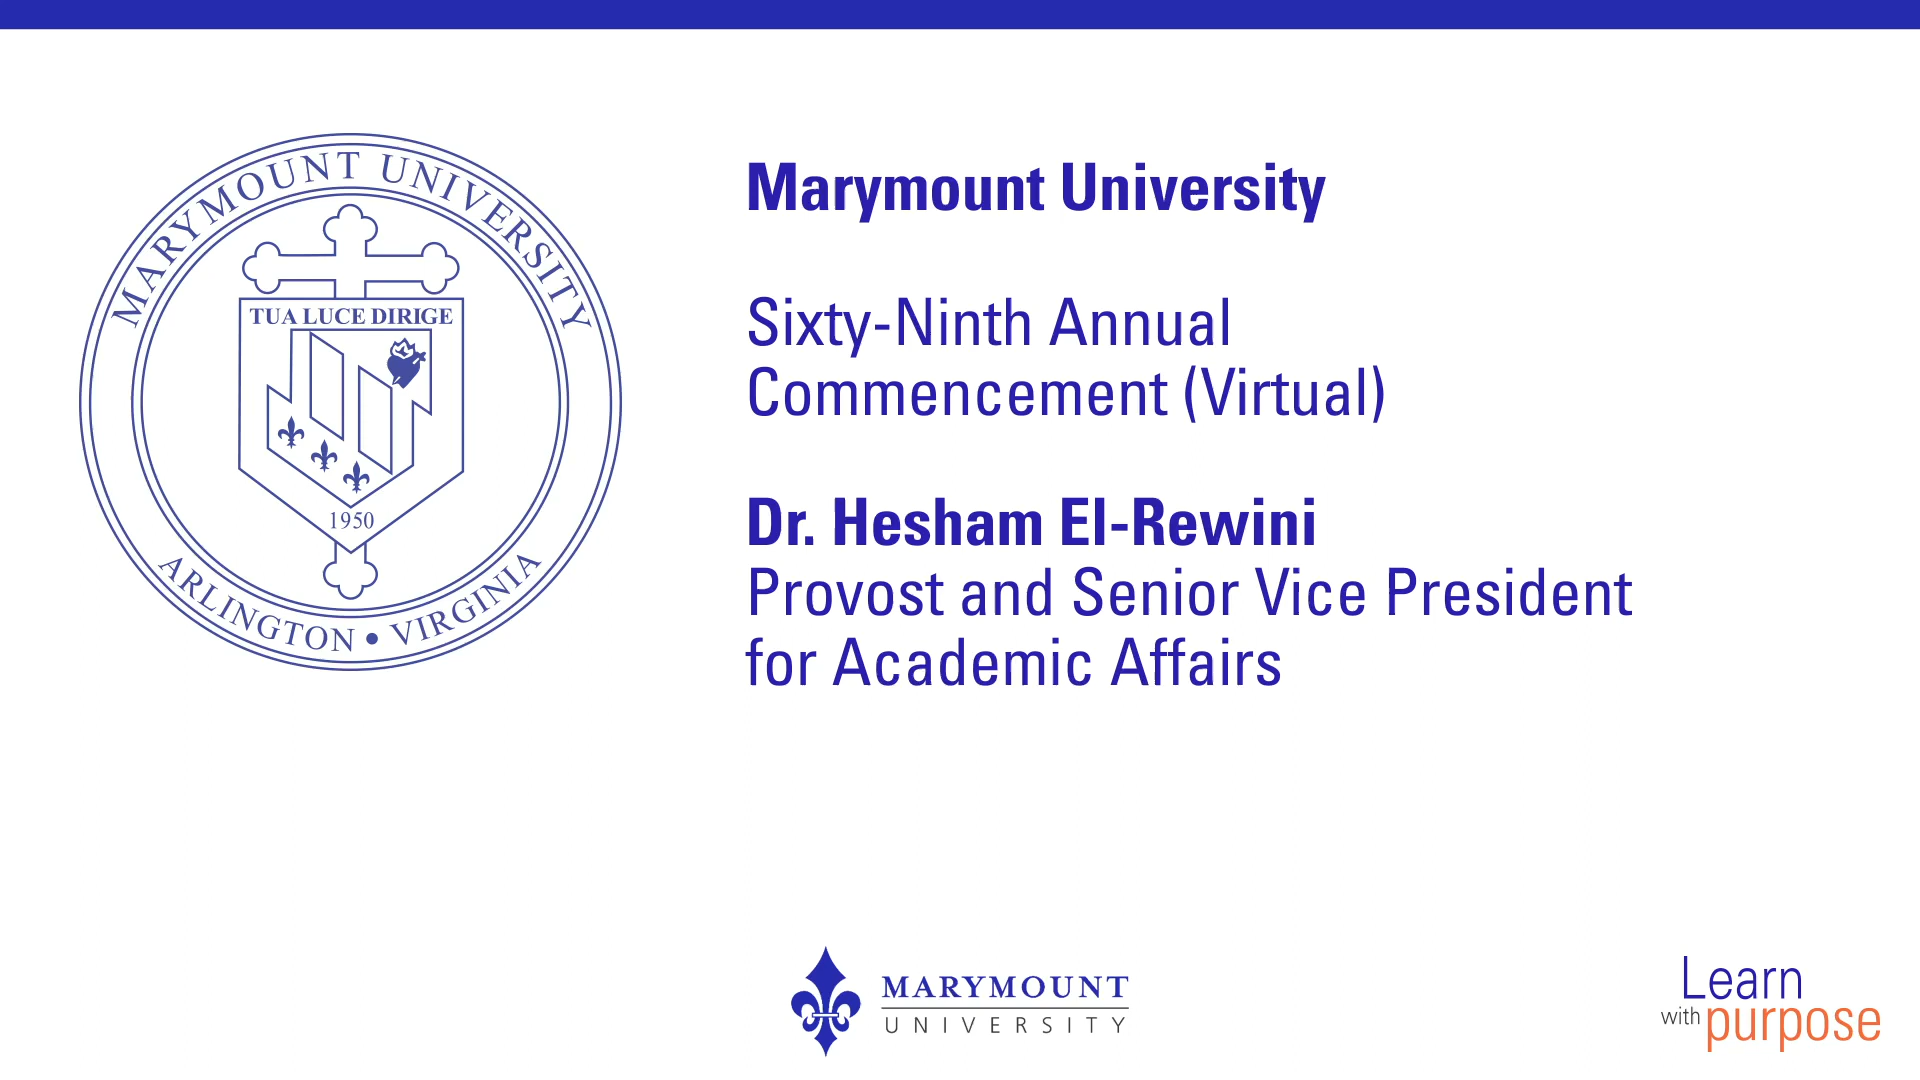 MARYMOUNT UNIVERSITY
TUA LUCE DIRIGE
1950
ARLINGTON • VIRGINIA
Marymount University
Sixty-Ninth Annual
Commencement (Virtual)
Dr. Hesham El-Rewini
Provost and Senior Vice President
for Academic Affairs
MARYMOUNT
UNIVERSITY
Learn
with purpose